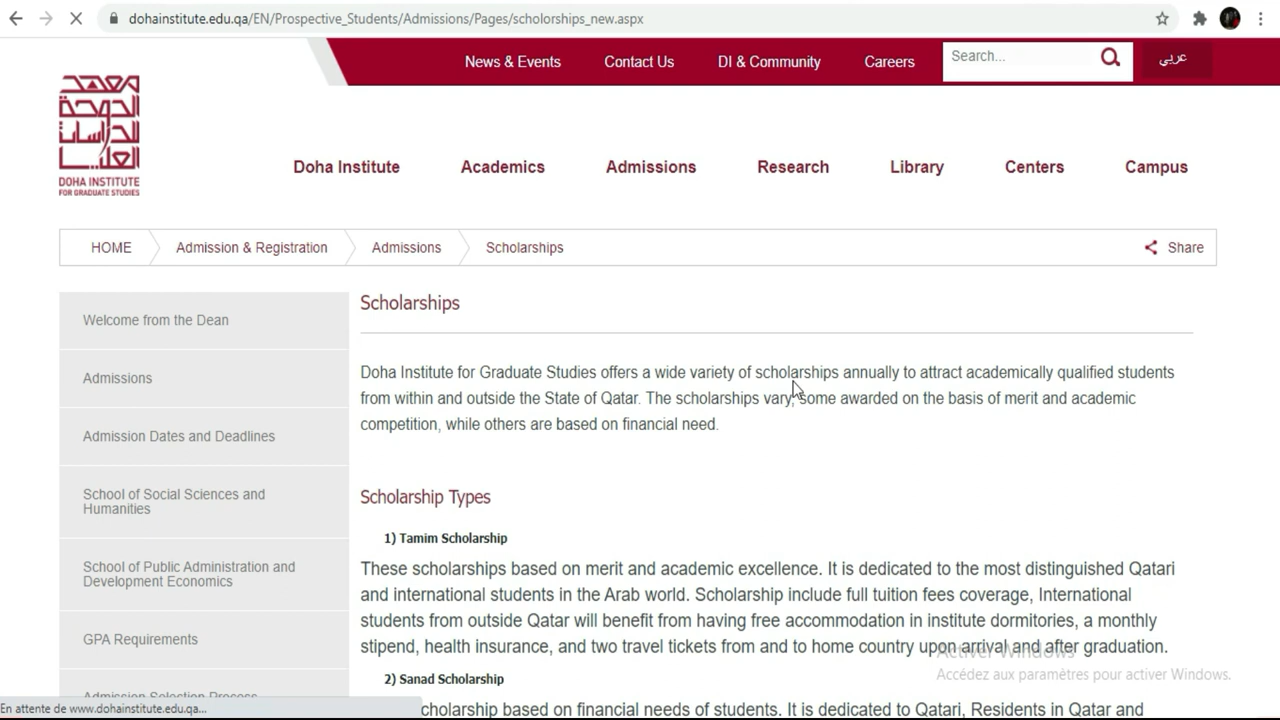 dohainstitute.edu.qa/EN/Prospective_Students/Admissions/Pages/scholorships_new.aspx
News & Events
Contact Us
DI & Community
Careers
Search...
عربي
معهد
الدوحة
للدراسات
العليا
DOHA INSTITUTE
FOR GRADUATE STUDIES
Doha Institute
Academics
Admissions
Research
Library
Centers
Campus
HOME
Admission & Registration
Admissions
Scholarships
Share
Welcome from the Dean
Admissions
Admission Dates and Deadlines
School of Social Sciences and
Humanities
School of Public Administration and
Development Economics
GPA Requirements
Admission Selection Process
Scholarships
Doha Institute for Graduate Studies offers a wide variety of scholarships annually to attract academically qualified students
from within and outside the State of Qatar. The scholarships vary, some awarded on the basis of merit and academic
competition, while others are based on financial need.
Scholarship Types
1) Tamim Scholarship
These scholarships based on merit and academic excellence. It is dedicated to the most distinguished Qatari
and international students in the Arab world. Scholarship include full tuition fees coverage, International
students from outside Qatar will benefit from having free accommodation in institute dormitories, a monthly
stipend, health insurance, and two travel tickets from and to home country upon arrival and after graduation.
2) Sanad Scholarship
cholarship based on financial needs of students. It is dedicated to Qatari, Residents in Qatar and
Activer Windows
Accédez aux paramètres pour activer Windows.
En attente de www.dohainstitute.edu.qa...